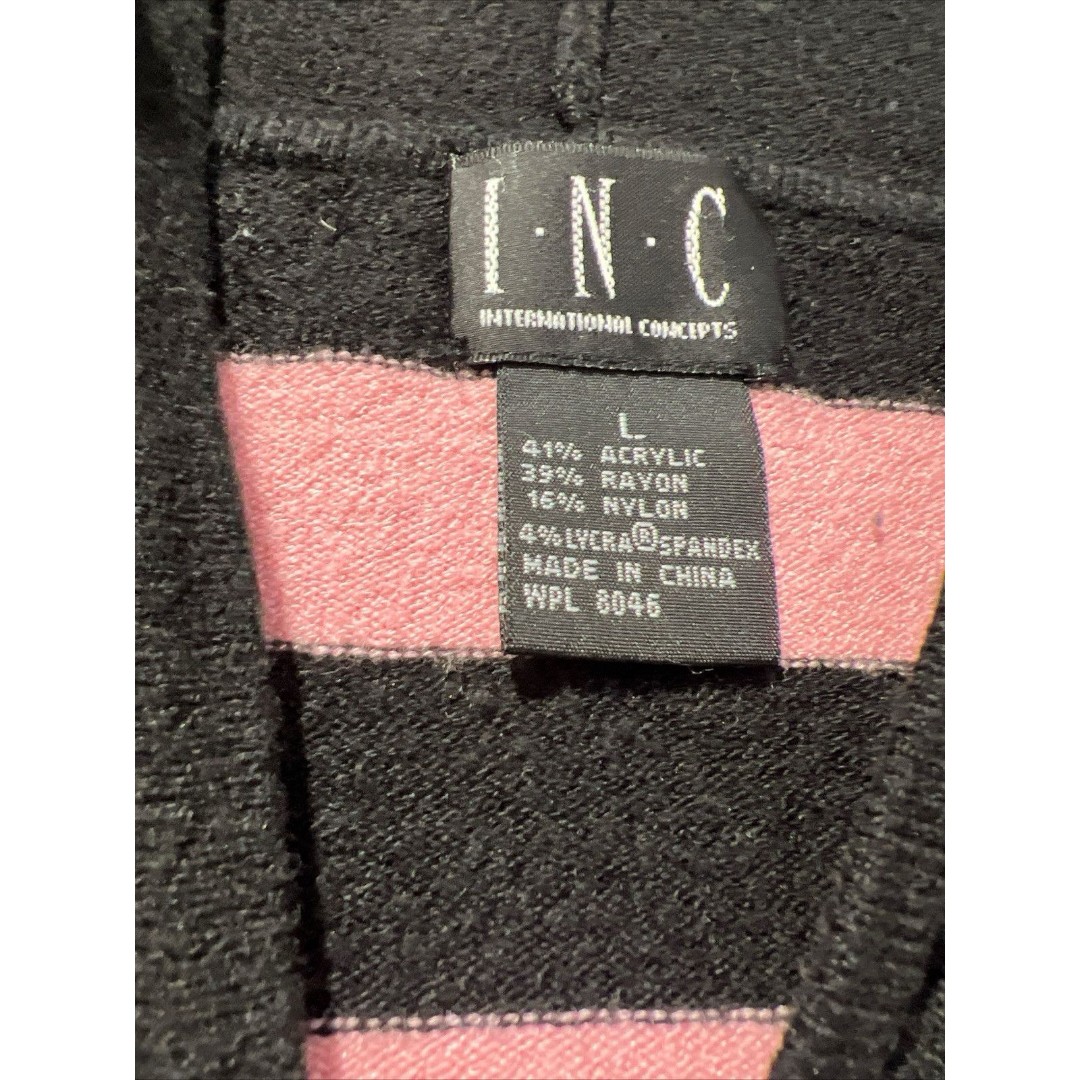 I·N·C
INTERNATIONAL CONCEPTS
L
41% ACRYLIC
39% RAYON
16% NYLON
4% LYCRA® SPANDEX
MADE IN CHINA
WPL 8046